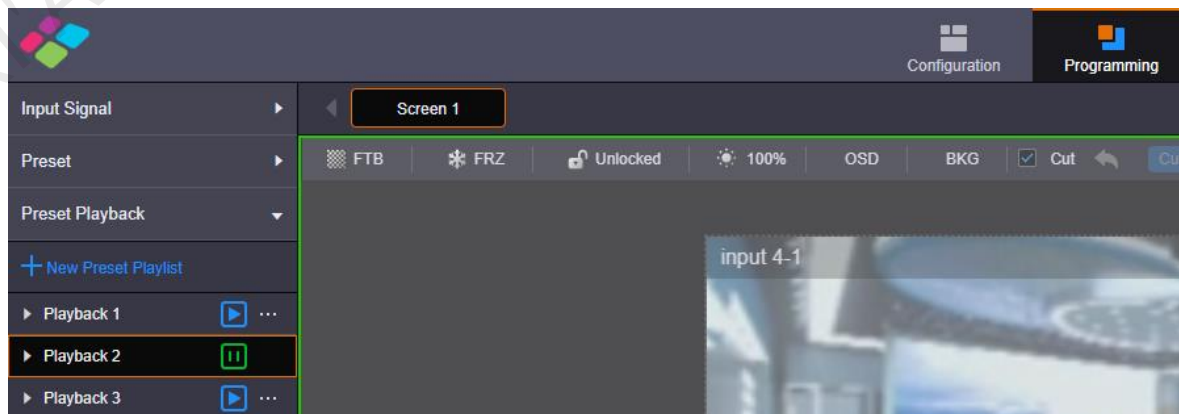 Configuration
Programming
Input Signal
Screen 1
Preset
FTB
FRZ
Unlocked
100%
OSD
BKG
Cut
Preset Playback
New Preset Playlist
input 4-1
Playback 1
Playback 2
Playback 3